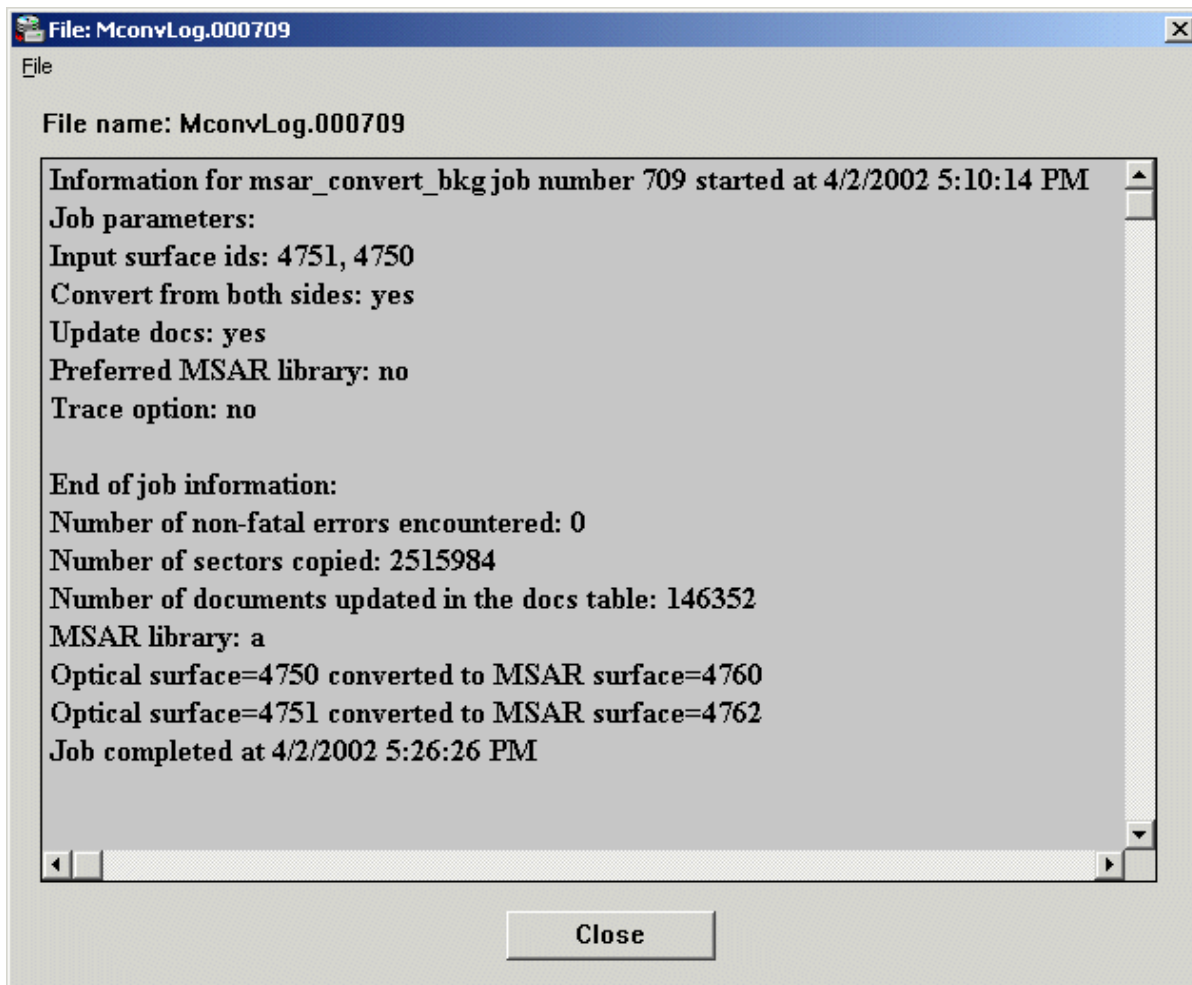 File: MconvLog.000709
File
File name: MconvLog.000709
Information for msar_convert_bkg job number 709 started at 4/2/2002 5:10:14 PM
Job parameters:
Input surface ids: 4751, 4750
Convert from both sides: yes
Update docs: yes
Preferred MSAR library: no
Trace option: no
End of job information:
Number of non-fatal errors encountered: 0
Number of sectors copied: 2515984
Number of documents updated in the docs table: 146352
MSAR library: a
Optical surface=4750 converted to MSAR surface=4760
Optical surface=4751 converted to MSAR surface=4762
Job completed at 4/2/2002 5:26:26 PM
Close